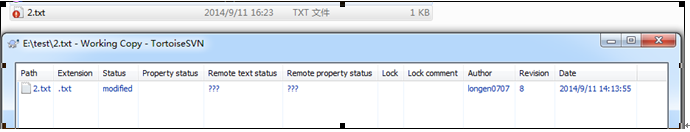 2.txt 2014/9/11 16:23 TXT 文件 1 KB
E:\test\2.txt - Working Copy - TortoiseSVN
Path Extension Status Property status Remote text status Remote property status Lock Lock comment Author Revision Date
2.txt .txt modified ??? ??? longen0707 8 2014/9/11 14:13:55